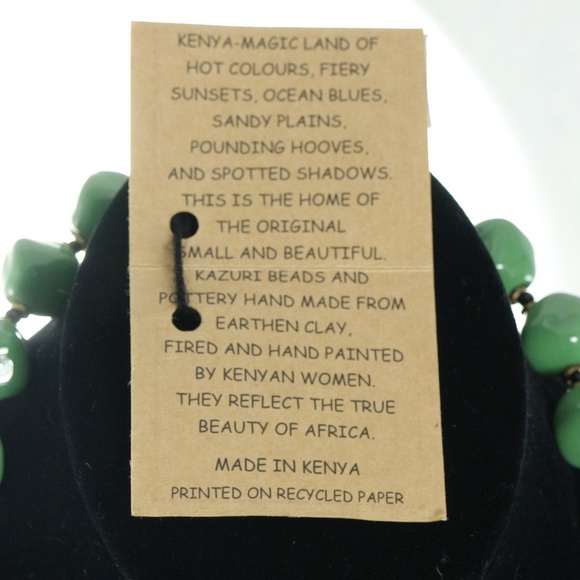 KENYA-MAGIC LAND OF
HOT COLOURS, FIERY
SUNSETS, OCEAN BLUES,
SANDY PLAINS,
POUNDING HOOVES,
AND SPOTTED SHADOWS.
THIS IS THE HOME OF
THE ORIGINAL
SMALL AND BEAUTIFUL.
KAZURI BEADS AND
POTTERY HAND MADE FROM
EARTHEN CLAY,
FIRED AND HAND PAINTED
BY KENYAN WOMEN.
THEY REFLECT THE TRUE
BEAUTY OF AFRICA.
MADE IN KENYA
PRINTED ON RECYCLED PAPER